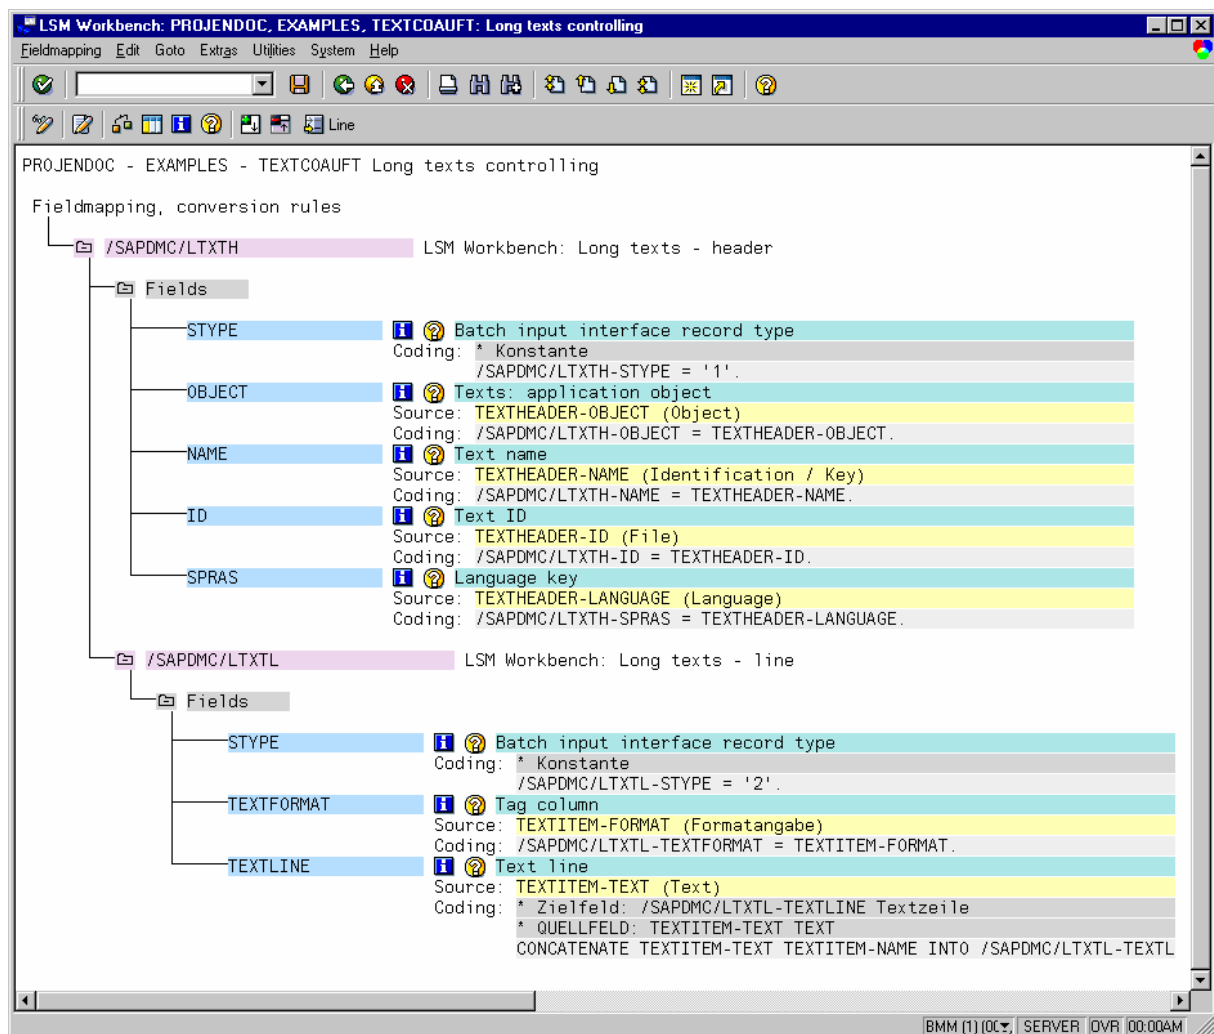 LSM Workbench: PROJENDOC, EXAMPLES, TEXTCOAUFT: Long texts controlling
Fieldmapping Edit Goto Extras Utilities System Help
Line
PROJENDOC - EXAMPLES - TEXTCOAUFT Long texts controlling
Fieldmapping, conversion rules
/SAPDMC/LTXTH LSM Workbench: Long texts - header
Fields
STYPE Batch input interface record type
Coding: * Konstante
/SAPDMC/LTXTH-STYPE = '1'.
OBJECT Texts: application object
Source: TEXTHEADER-OBJECT (Object)
Coding: /SAPDMC/LTXTH-OBJECT = TEXTHEADER-OBJECT.
NAME Text name
Source: TEXTHEADER-NAME (Identification / Key)
Coding: /SAPDMC/LTXTH-NAME = TEXTHEADER-NAME.
ID Text ID
Source: TEXTHEADER-ID (File)
Coding: /SAPDMC/LTXTH-ID = TEXTHEADER-ID.
SPRAS Language key
Source: TEXTHEADER-LANGUAGE (Language)
Coding: /SAPDMC/LTXTH-SPRAS = TEXTHEADER-LANGUAGE.
/SAPDMC/LTXTL LSM Workbench: Long texts - line
Fields
STYPE Batch input interface record type
Coding: * Konstante
/SAPDMC/LTXTL-STYPE = '2'.
TEXTFORMAT Tag column
Source: TEXTITEM-FORMAT (Formatangabe)
Coding: /SAPDMC/LTXTL-TEXTFORMAT = TEXTITEM-FORMAT.
TEXTLINE Text line
Source: TEXTITEM-TEXT (Text)
Coding: * Zielfeld: /SAPDMC/LTXTL-TEXTLINE Textzeile
* QUELLFELD: TEXTITEM-TEXT TEXT
CONCATENATE TEXTITEM-TEXT TEXTITEM-NAME INTO /SAPDMC/LTXTL-TEXTL
BMM (1) SERVER OVR 00:00AM